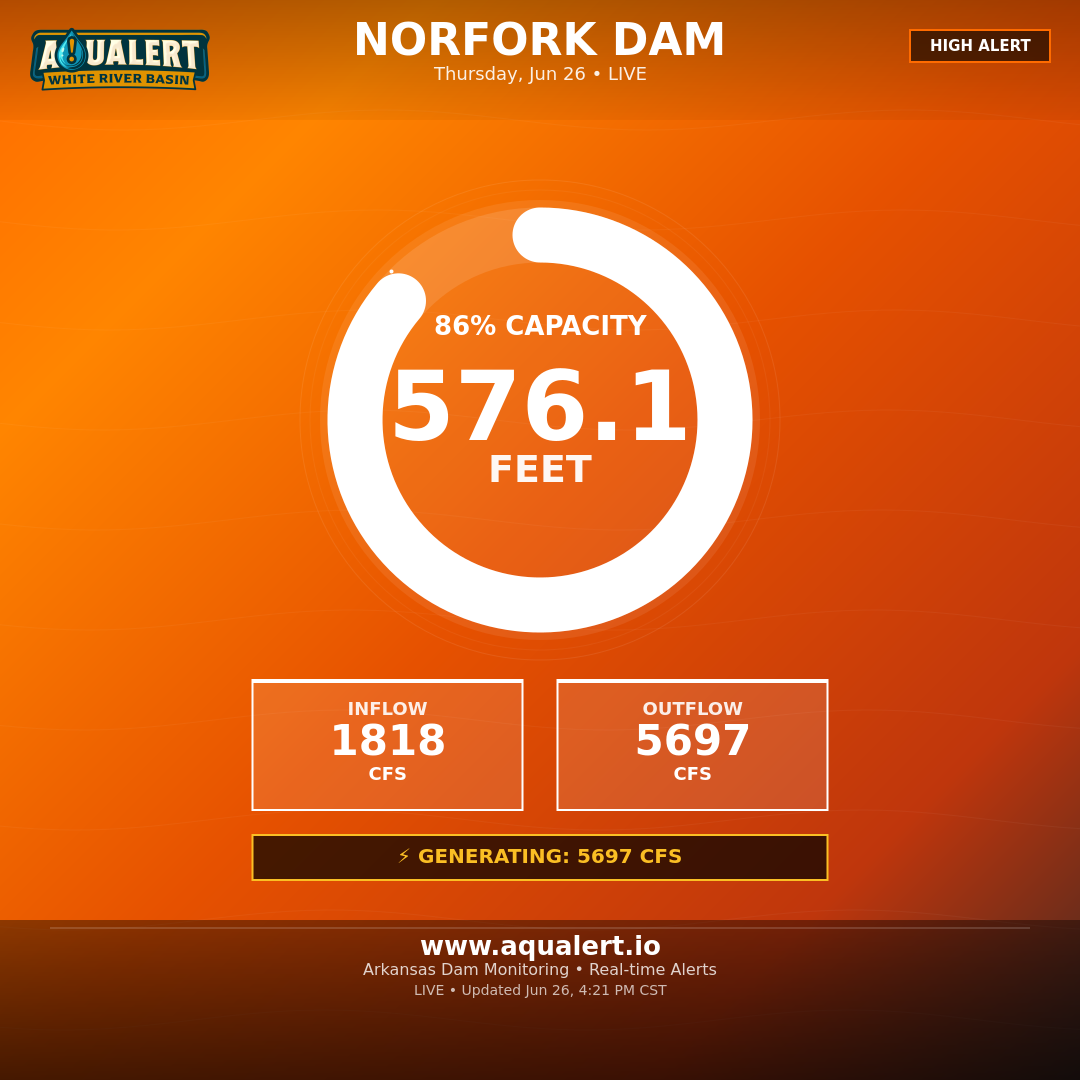 AQUALERT
WHITE RIVER BASIN
NORFORK DAM
Thursday, Jun 26 • LIVE
HIGH ALERT
86% CAPACITY
576.1
FEET
INFLOW
1818
CFS
OUTFLOW
5697
CFS
⚡ GENERATING: 5697 CFS
www.aqualert.io
Arkansas Dam Monitoring • Real-time Alerts
LIVE • Updated Jun 26, 4:21 PM CST